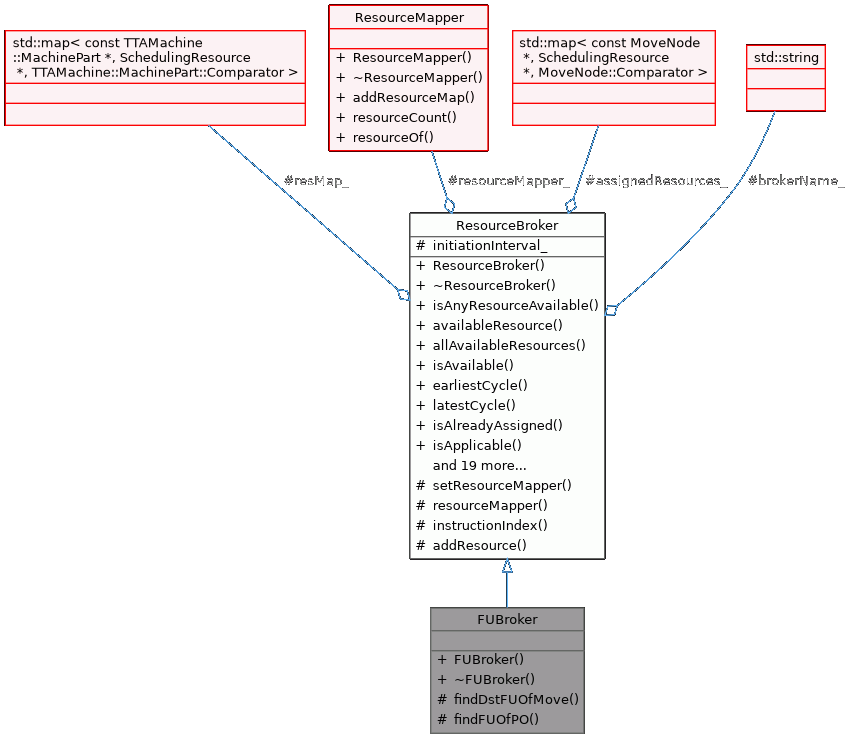 std::map< const TTAMachine
::MachinePart *, SchedulingResource
*, TTAMachine::MachinePart::Comparator >
ResourceMapper
+ ResourceMapper()
+ ~ResourceMapper()
+ addResourceMap()
+ resourceCount()
+ resourceOf()
std::map< const MoveNode
*, SchedulingResource
*, MoveNode::Comparator >
std::string
#resMap_
#resourceMapper_
#assignedResources_
#brokerName_
ResourceBroker
# initiationInterval_
+ ResourceBroker()
+ ~ResourceBroker()
+ isAnyResourceAvailable()
+ availableResource()
+ allAvailableResources()
+ isAvailable()
+ earliestCycle()
+ latestCycle()
+ isAlreadyAssigned()
+ isApplicable()
and 19 more...
# setResourceMapper()
# resourceMapper()
# instructionIndex()
# addResource()
FUBroker
+ FUBroker()
+ ~FUBroker()
# findDstFUOfMove()
# findFUOfPO()